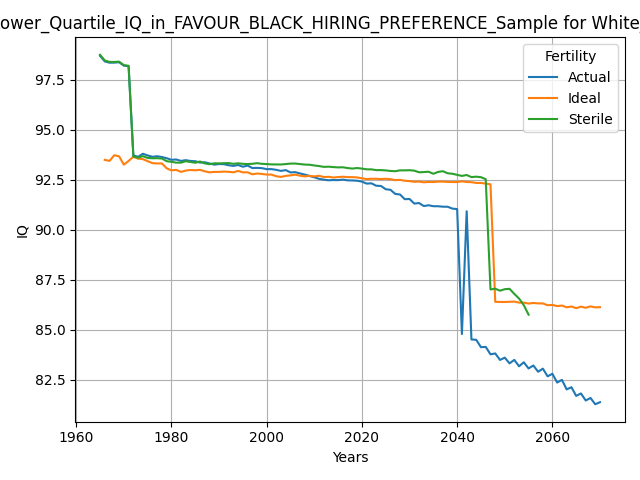 ower_Quartile_IQ_in_FAVOUR_BLACK_HIRING_PREFERENCE_Sample for White
Fertility
Actual
Ideal
Sterile
IQ
97.5
95.0
92.5
90.0
87.5
85.0
82.5
1960
1980
2000
2020
2040
2060
Years